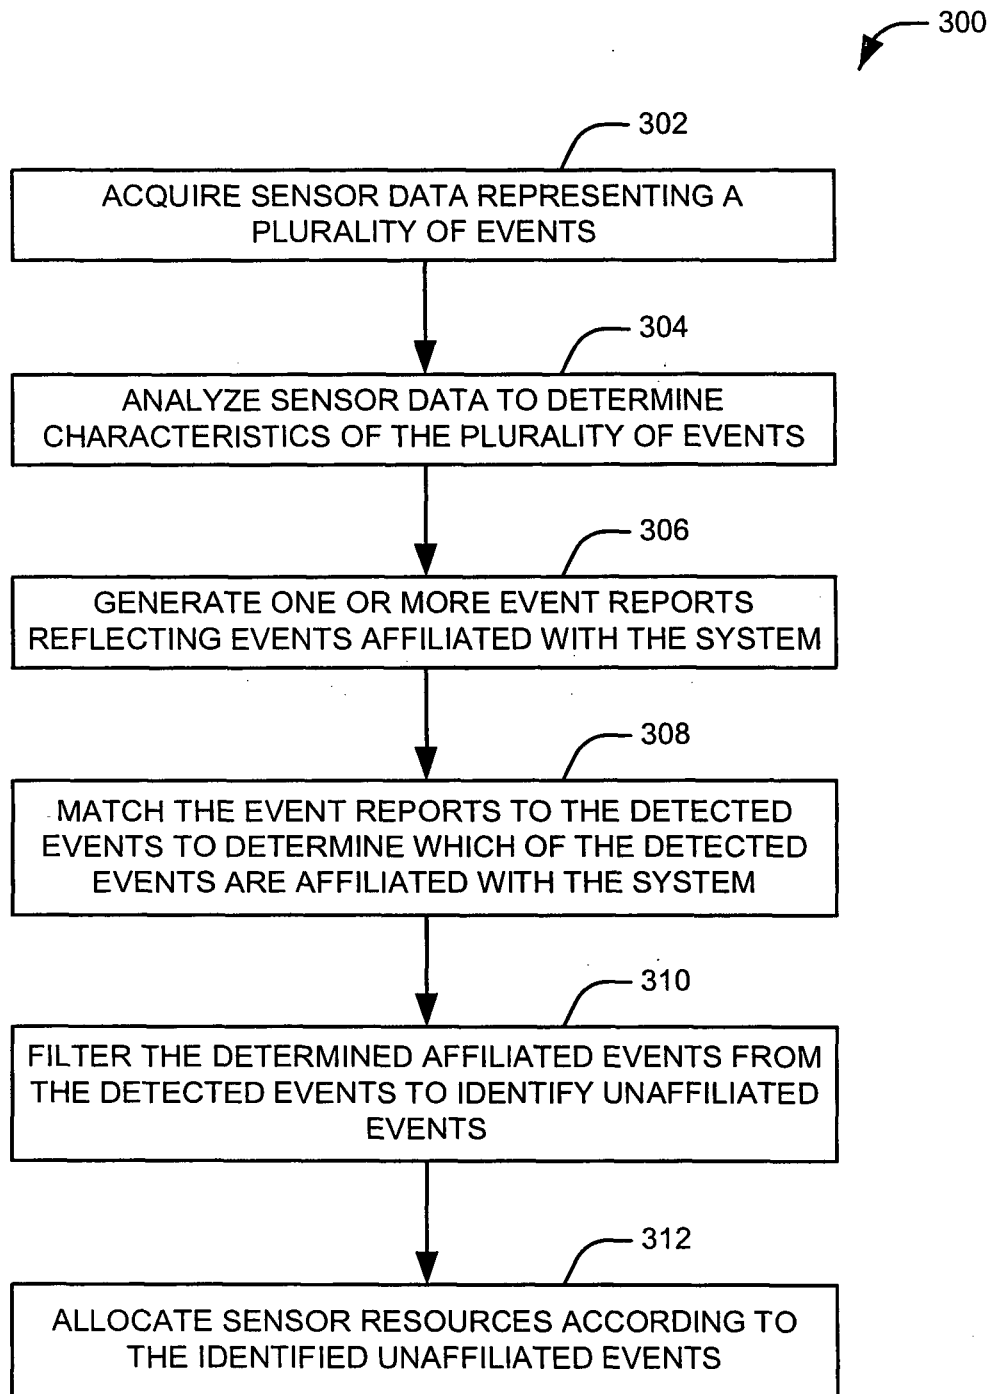 300
302
ACQUIRE SENSOR DATA REPRESENTING A
PLURALITY OF EVENTS
304
ANALYZE SENSOR DATA TO DETERMINE
CHARACTERISTICS OF THE PLURALITY OF EVENTS
306
GENERATE ONE OR MORE EVENT REPORTS
REFLECTING EVENTS AFFILIATED WITH THE SYSTEM
308
MATCH THE EVENT REPORTS TO THE DETECTED
EVENTS TO DETERMINE WHICH OF THE DETECTED
EVENTS ARE AFFILIATED WITH THE SYSTEM
310
FILTER THE DETERMINED AFFILIATED EVENTS FROM
THE DETECTED EVENTS TO IDENTIFY UNAFFILIATED
EVENTS
312
ALLOCATE SENSOR RESOURCES ACCORDING TO
THE IDENTIFIED UNAFFILIATED EVENTS